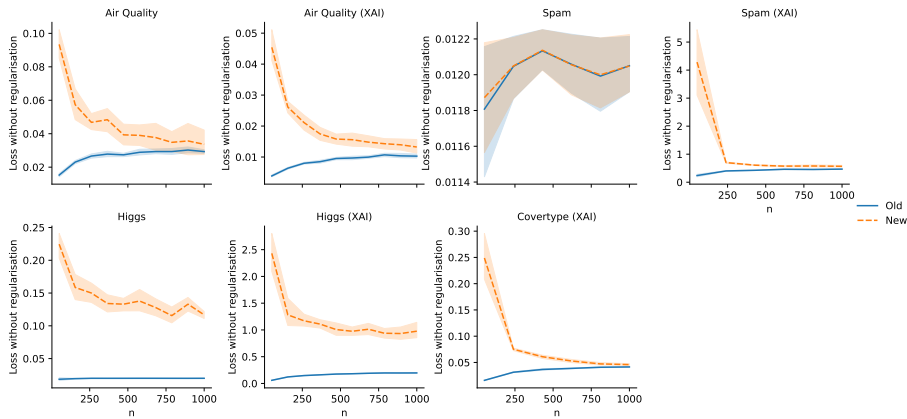 Air Quality
Loss without regularisation
0.10
0.08
0.06
0.04
0.02
Air Quality (XAI)
Loss without regularisation
0.05
0.04
0.03
0.02
0.01
Spam
Loss without regularisation
0.0122
0.0120
0.0118
0.0116
0.0114
Spam (XAI)
Loss without regularisation
5
4
3
2
1
0
250
500
750
1000
n
Old
New
Higgs
Loss without regularisation
0.25
0.20
0.15
0.10
0.05
250
500
750
1000
n
Higgs (XAI)
Loss without regularisation
2.5
2.0
1.5
1.0
0.5
0.0
250
500
750
1000
n
Covertype (XAI)
Loss without regularisation
0.30
0.25
0.20
0.15
0.10
0.05
0.00
250
500
750
1000
n